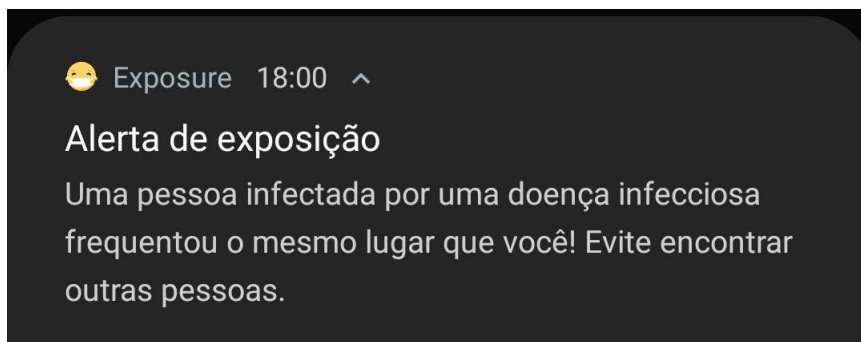 Exposure 18:00
Alerta de exposição
Uma pessoa infectada por uma doença infecciosa
frequentou o mesmo lugar que você! Evite encontrar
outras pessoas.